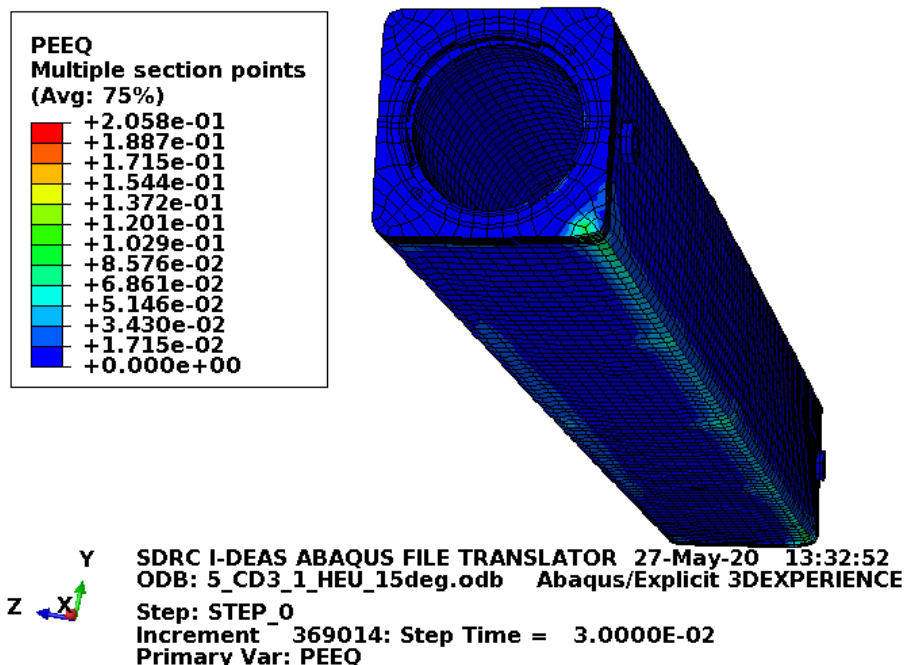 PEEQ
Multiple section points
(Avg: 75%)
+2.058e-01
+1.887e-01
+1.715e-01
+1.544e-01
+1.372e-01
+1.201e-01
+1.029e-01
+8.576e-02
+6.861e-02
+5.146e-02
+3.430e-02
+1.715e-02
+0.000e+00
Y
Z
X
SDRC I-DEAS ABAQUS FILE TRANSLATOR 27-May-20 13:32:52
ODB: 5_CD3_1_HEU_15deg.odb Abaqus/Explicit 3DEXPERIENCE
Step: STEP_0
Increment 369014: Step Time = 3.0000E-02
Primary Var: PEEQ